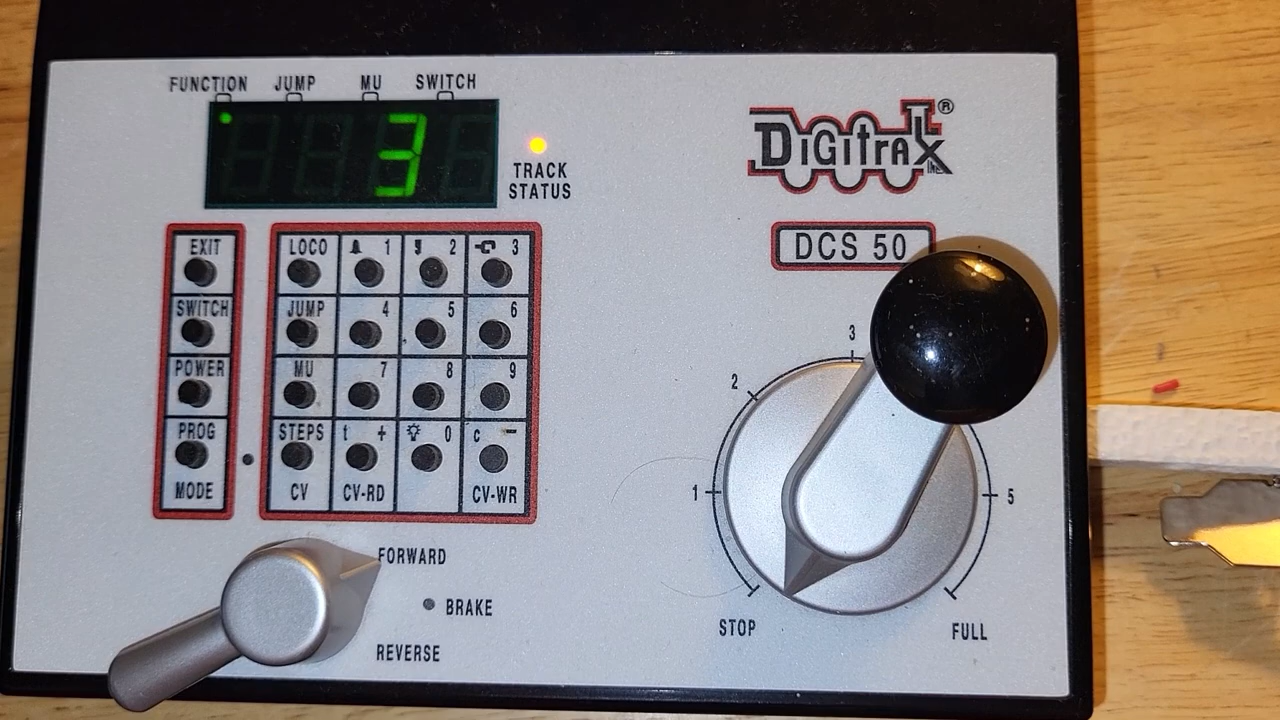 FUNCTION JUMP MU SWITCH
3
TRACK
STATUS
DIGITRAX ®
INC
DCS 50
EXIT LOCO 1 2 3
SWITCH JUMP 4 5 6
POWER MU 7 8 9
PROG STEPS t + 0 c -
MODE CV CV-RD CV-WR
FORWARD
BRAKE
REVERSE
3
2
1 5
STOP FULL